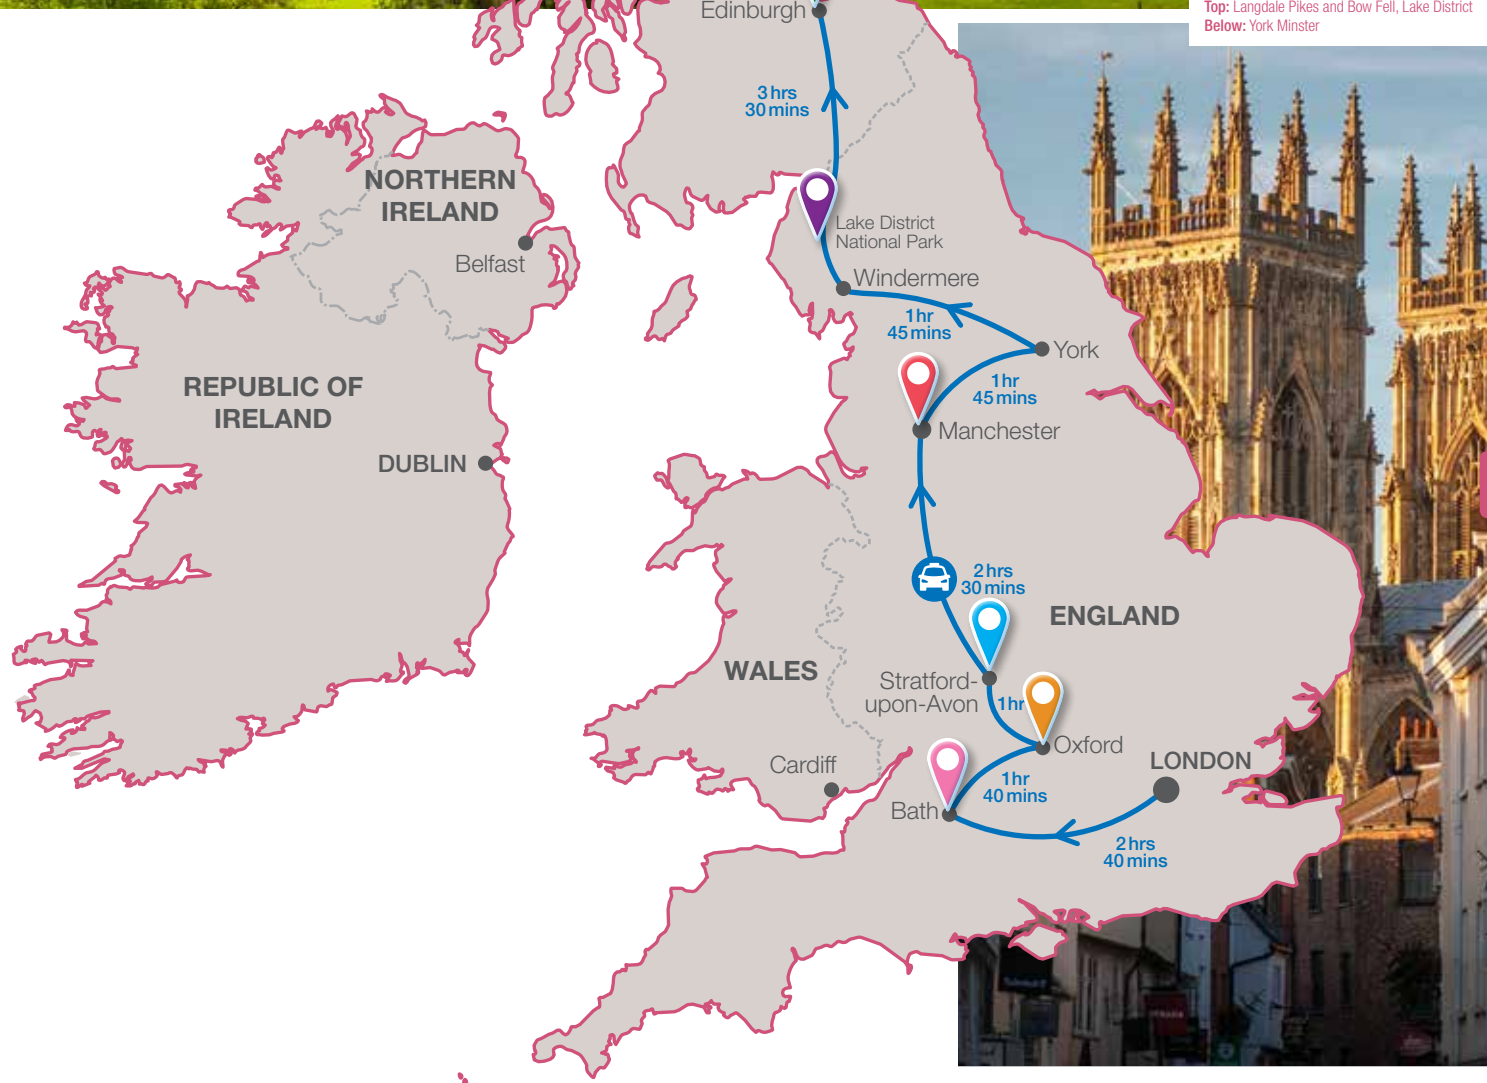 Top: Langdale Pikes and Bow Fell, Lake District
Below: York Minster
Edinburgh
3 hrs
30 mins
NORTHERN
IRELAND
Belfast
Lake District
National Park
Windermere
1 hr
45 mins
York
1 hr
45 mins
Manchester
REPUBLIC OF
IRELAND
DUBLIN
2 hrs
30 mins
ENGLAND
WALES
Stratford-
upon-Avon
1 hr
Oxford
Cardiff
LONDON
1 hr
40 mins
Bath
2 hrs
40 mins